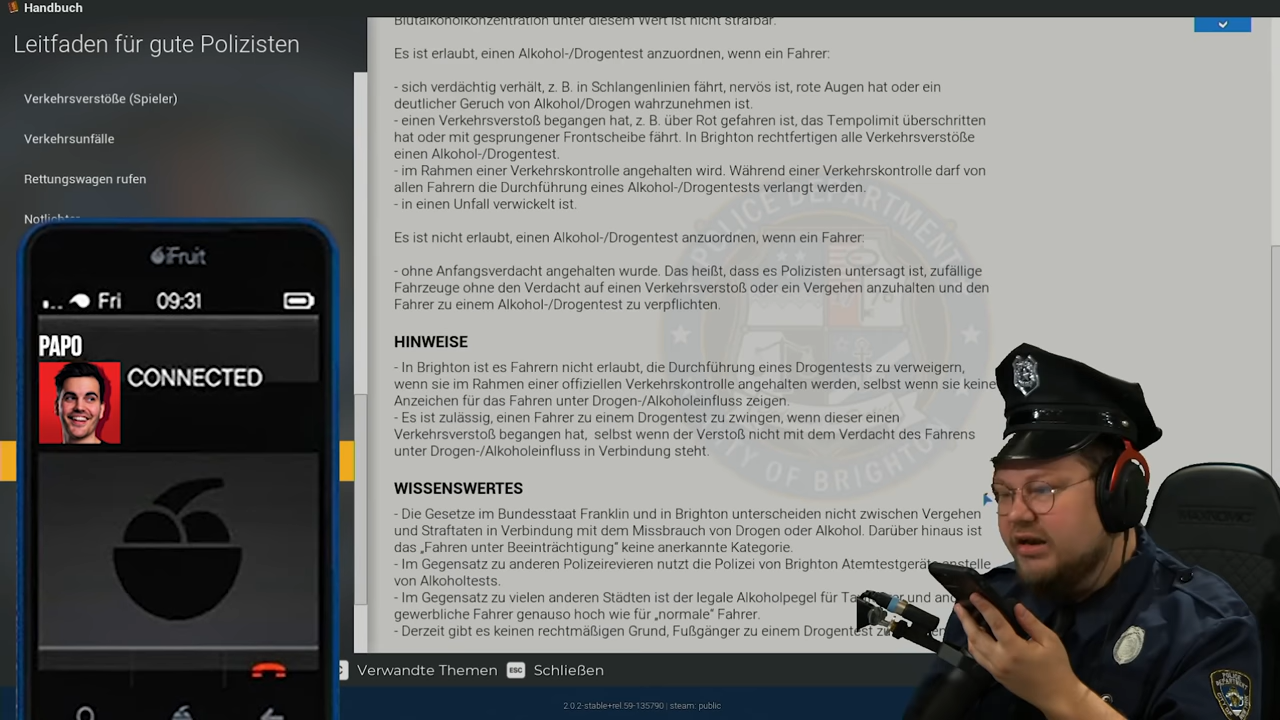 Handbuch
Leitfaden für gute Polizisten
Verkehrsverstöße (Spieler)
Verkehrsunfälle
Rettungswagen rufen
Notlichter
iFruit
Fri 09:31
PAPO
CONNECTED
Blutalkoholkonzentration unter diesem Wert ist nicht strafbar.
Es ist erlaubt, einen Alkohol-/Drogentest anzuordnen, wenn ein Fahrer:
- sich verdächtig verhält, z. B. in Schlangenlinien fährt, nervös ist, rote Augen hat oder ein
deutlicher Geruch von Alkohol/Drogen wahrzunehmen ist.
- einen Verkehrsverstoß begangen hat, z. B. über Rot gefahren ist, das Tempolimit überschritten
hat oder mit gesprungener Frontscheibe fährt. In Brighton rechtfertigen alle Verkehrsverstöße
einen Alkohol-/Drogentest.
- im Rahmen einer Verkehrskontrolle angehalten wird. Während einer Verkehrskontrolle darf von
allen Fahrern die Durchführung eines Alkohol-/Drogentests verlangt werden.
- in einen Unfall verwickelt ist.
Es ist nicht erlaubt, einen Alkohol-/Drogentest anzuordnen, wenn ein Fahrer:
- ohne Anfangsverdacht angehalten wurde. Das heißt, dass es Polizisten untersagt ist, zufällige
Fahrzeuge ohne den Verdacht auf einen Verkehrsverstoß oder ein Vergehen anzuhalten und den
Fahrer zu einem Alkohol-/Drogentest zu verpflichten.
HINWEISE
- In Brighton ist es Fahrern nicht erlaubt, die Durchführung eines Drogentests zu verweigern,
wenn sie im Rahmen einer offiziellen Verkehrskontrolle angehalten werden, selbst wenn sie keine
Anzeichen für das Fahren unter Drogen-/Alkoholeinfluss zeigen.
- Es ist zulässig, einen Fahrer zu einem Drogentest zu zwingen, wenn dieser einen
Verkehrsverstoß begangen hat, selbst wenn der Verstoß nicht mit dem Verdacht des Fahrens
unter Drogen-/Alkoholeinfluss in Verbindung steht.
WISSENSWERTES
- Die Gesetze im Bundesstaat Franklin und in Brighton unterscheiden nicht zwischen Vergehen
und Straftaten in Verbindung mit dem Missbrauch von Drogen oder Alkohol. Darüber hinaus ist
das „Fahren unter Beeinträchtigung" keine anerkannte Kategorie.
- Im Gegensatz zu anderen Polizeirevieren nutzt die Polizei von Brighton Atemtestgeräte anstelle
von Alkoholtests.
- Im Gegensatz zu vielen anderen Städten ist der legale Alkoholpegel für und
gewerbliche Fahrer genauso hoch wie für „normale" Fahrer.
- Derzeit gibt es keinen rechtmäßigen Grund, Fußgänger zu einem Drogentest
POLICE DEPARTMENT
CITY OF BRIGHTON
Verwandte Themen ESC Schließen
2.0.2-stable+rel.59-135790 | steam: public